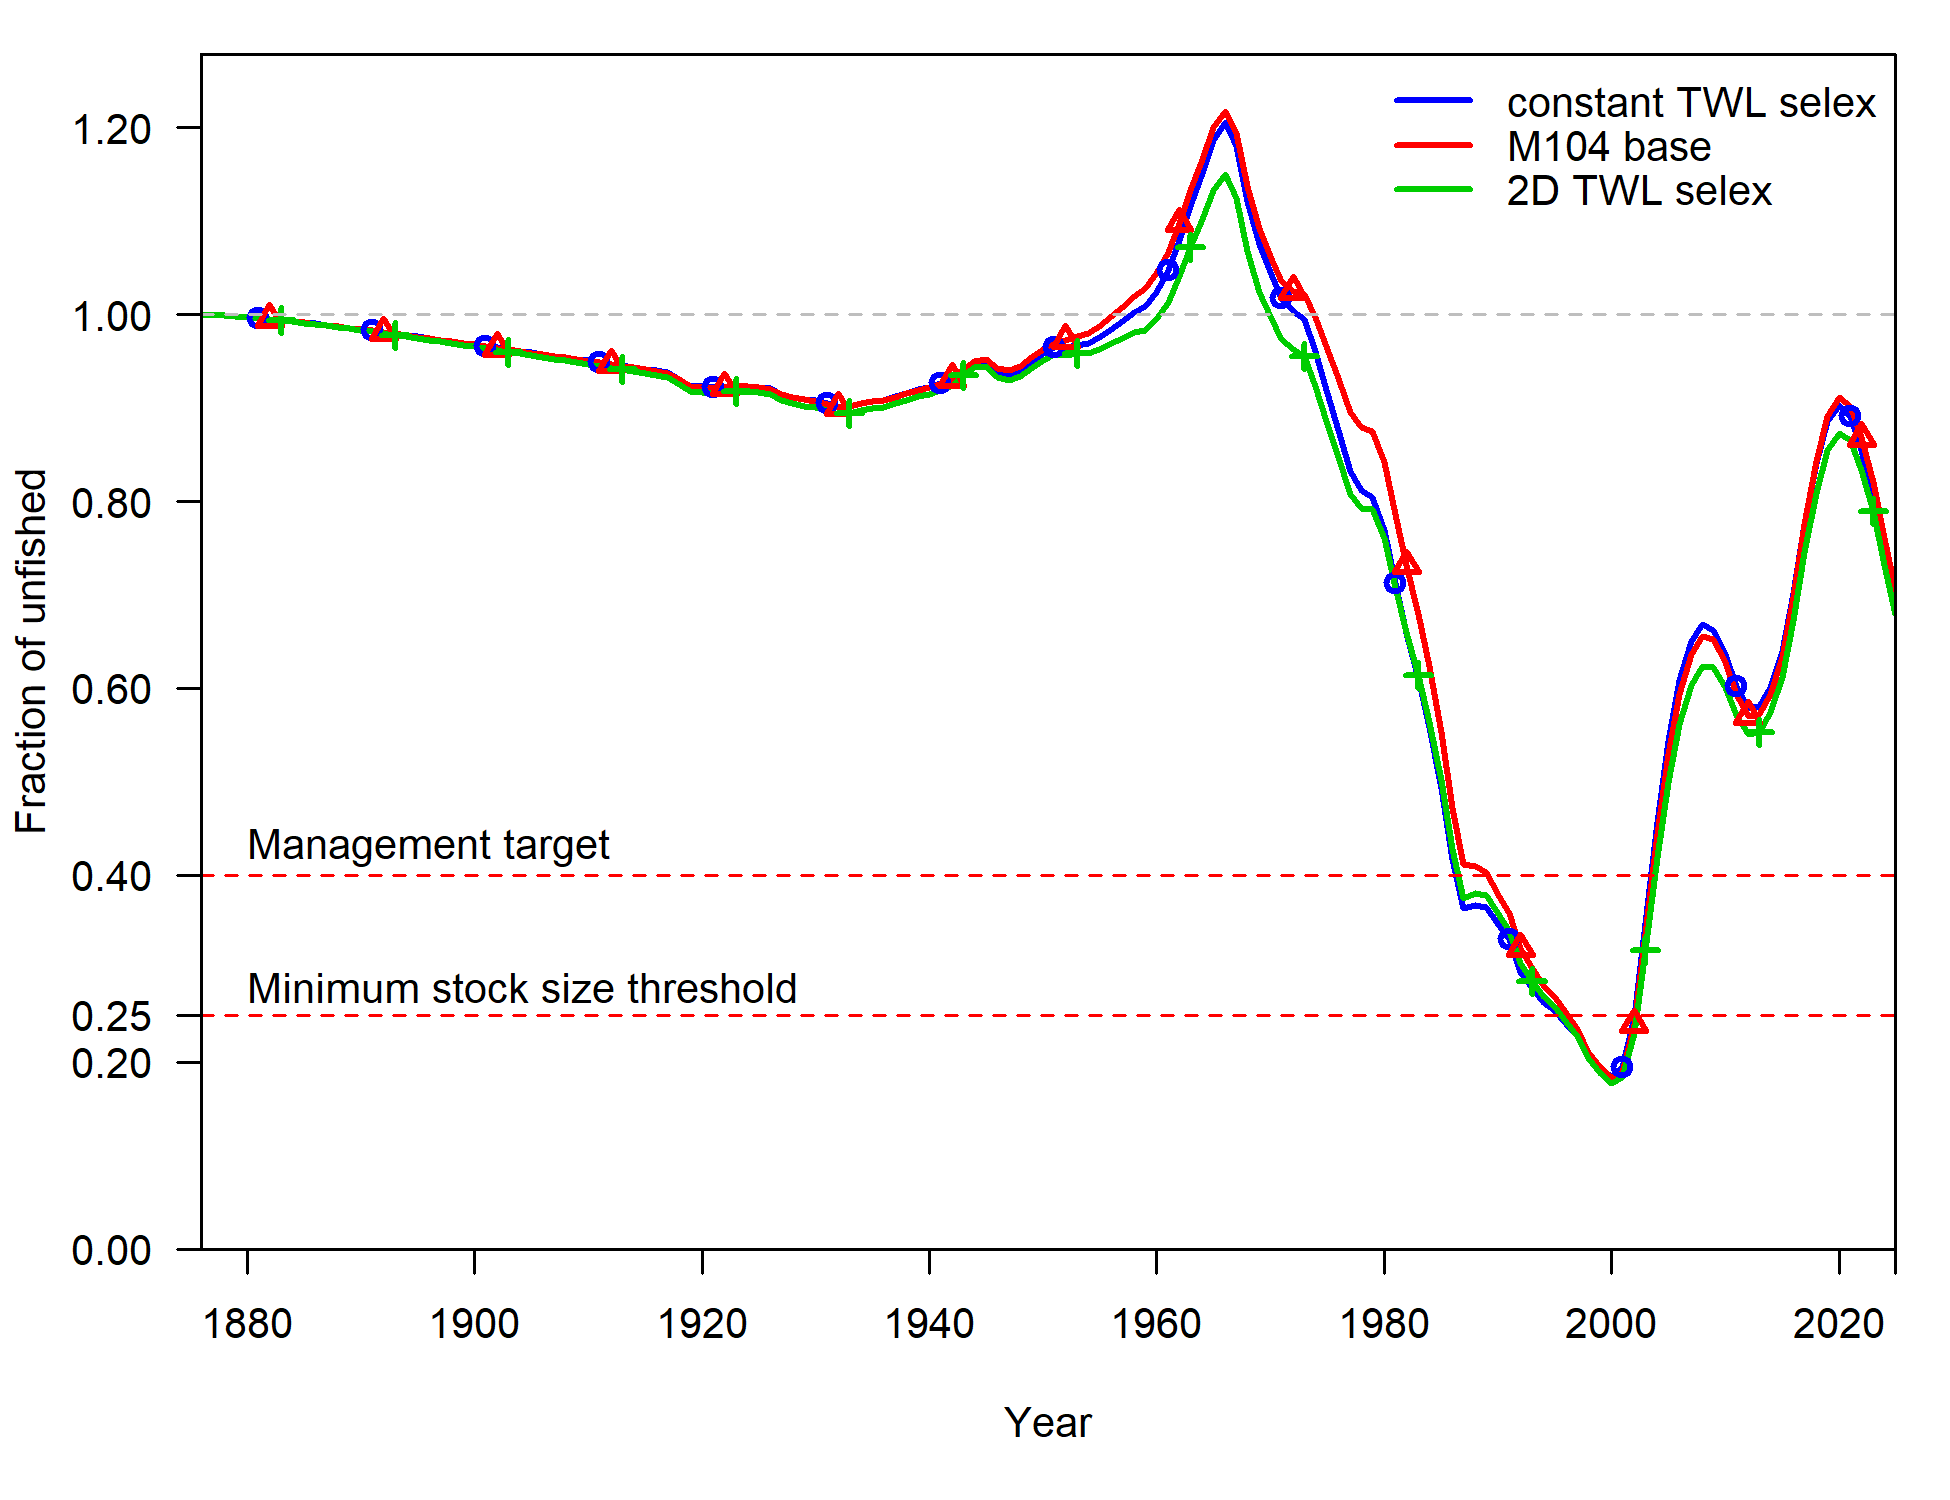 constant TWL selex
M104 base
2D TWL selex
1.20
1.00
0.80
0.60
0.40
0.25
0.20
0.00
Fraction of unfished
Management target
Minimum stock size threshold
1880 1900 1920 1940 1960 1980 2000 2020
Year